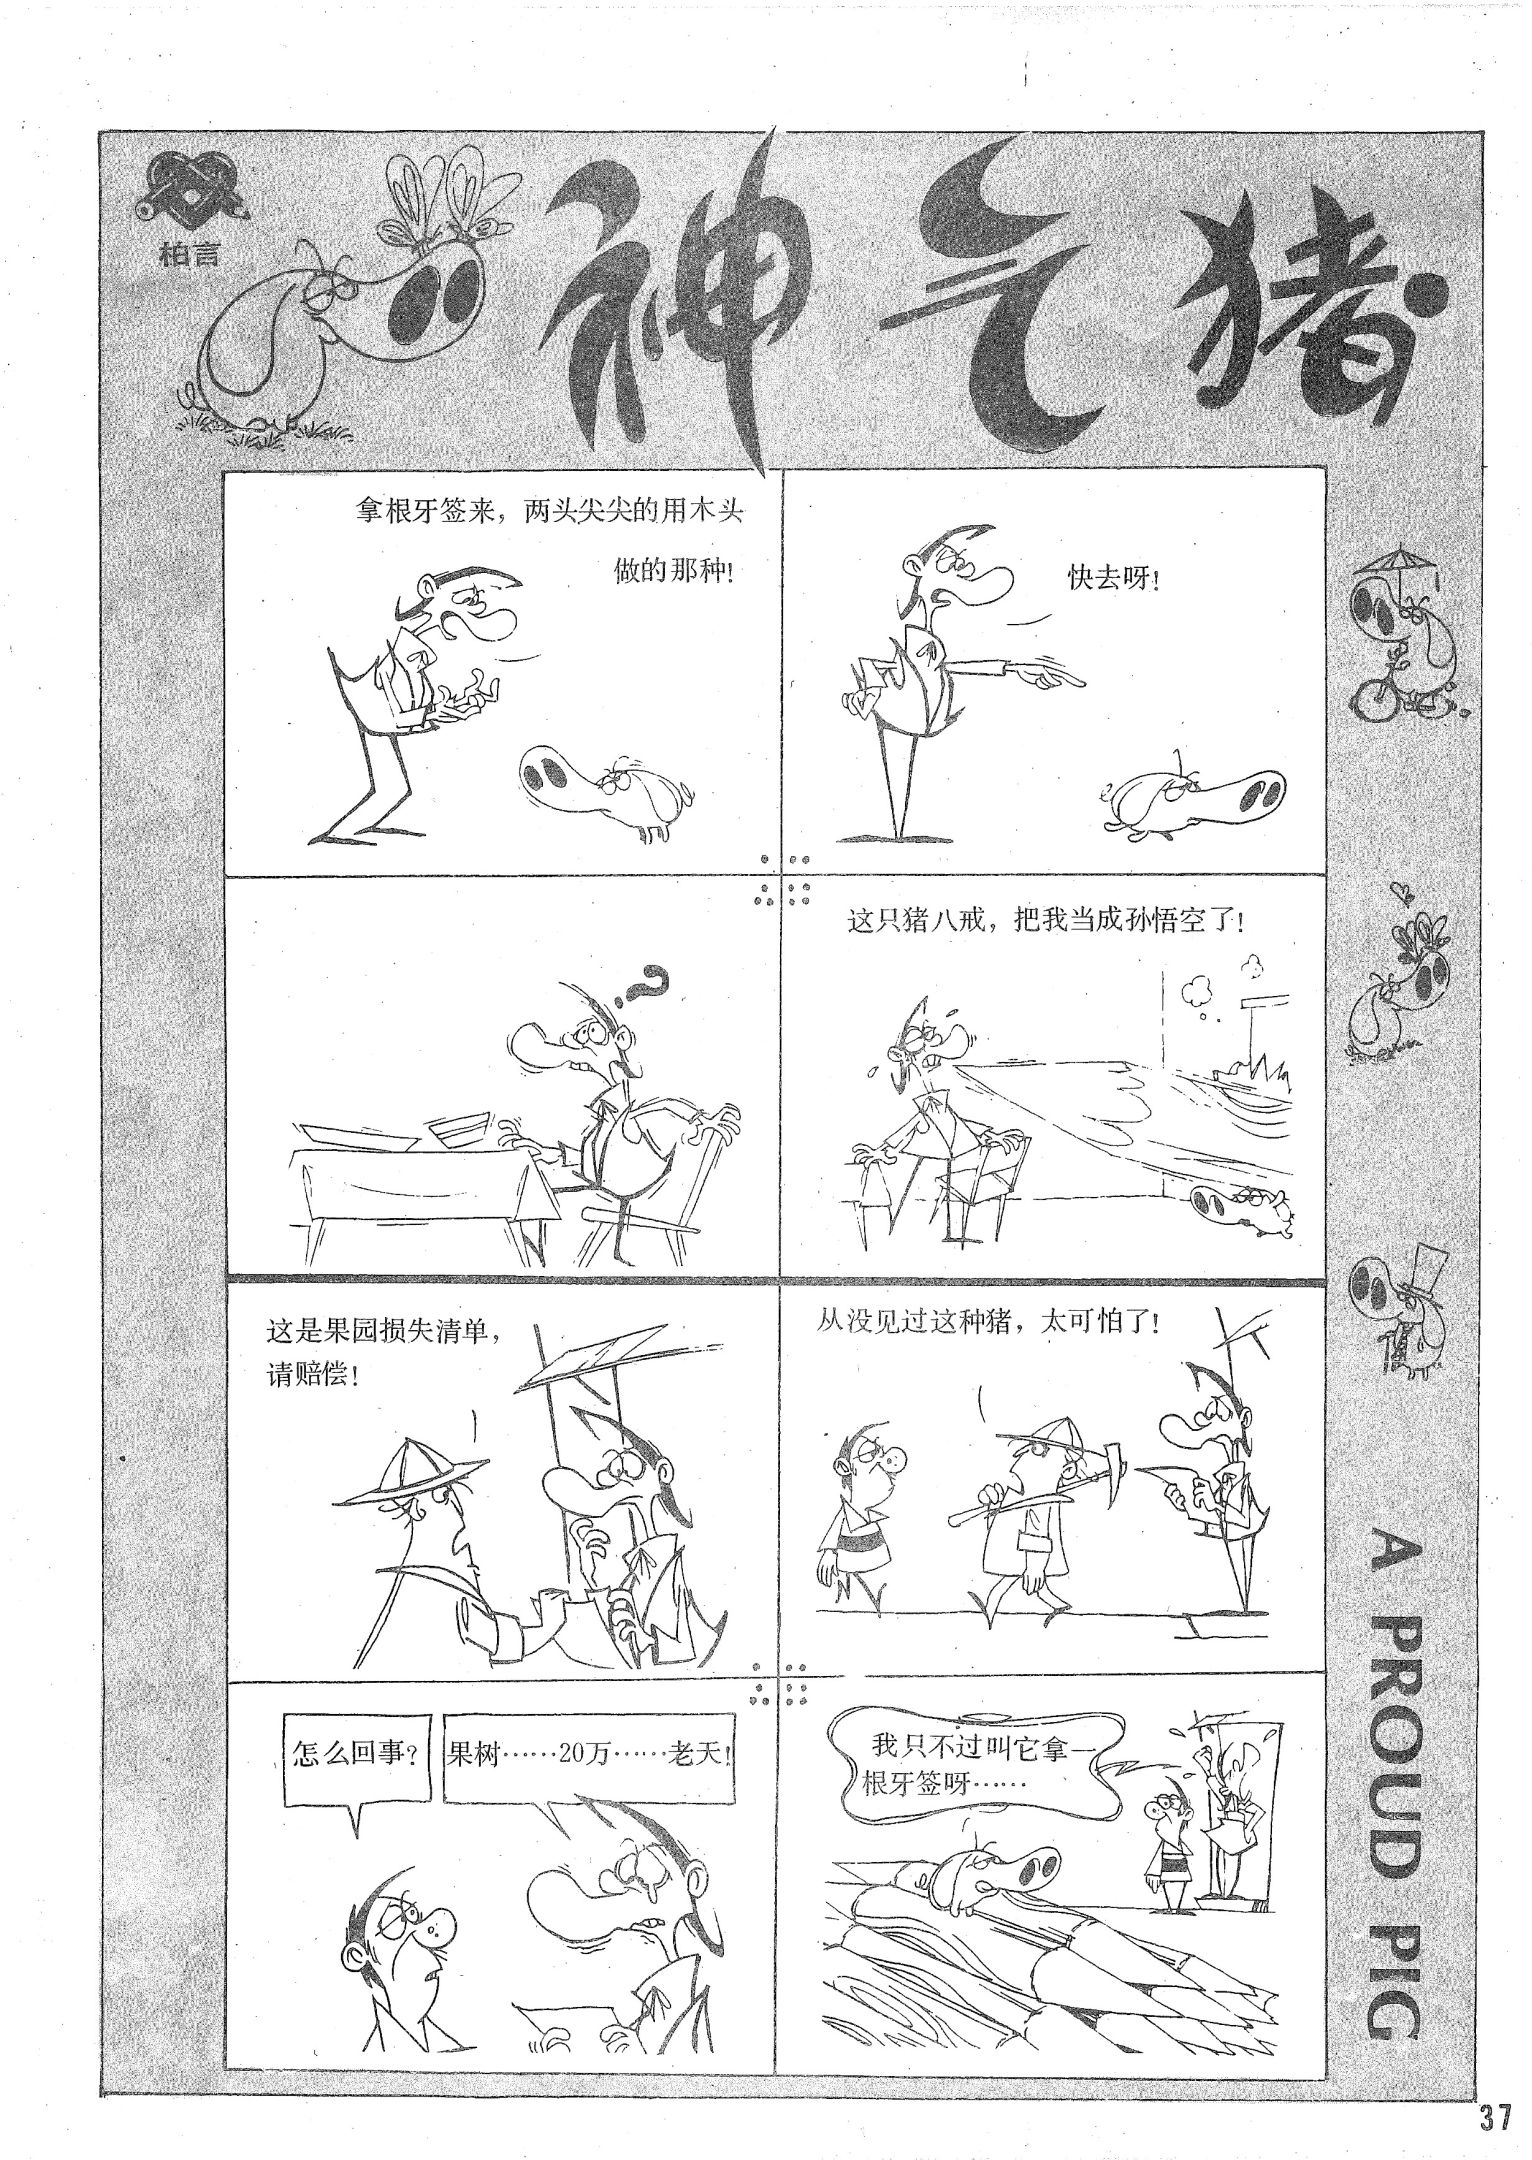 柏言
神气猪
拿根牙签来，两头尖尖的用木头
做的那种！
快去呀！
这只猪八戒，把我当成孙悟空了！
这是果园损失清单，
请赔偿！
从没见过这种猪，太可怕了！
怎么回事？
果树……20万……老天！
我只不过叫它拿一
根牙签呀……
A PROUD PIG
37